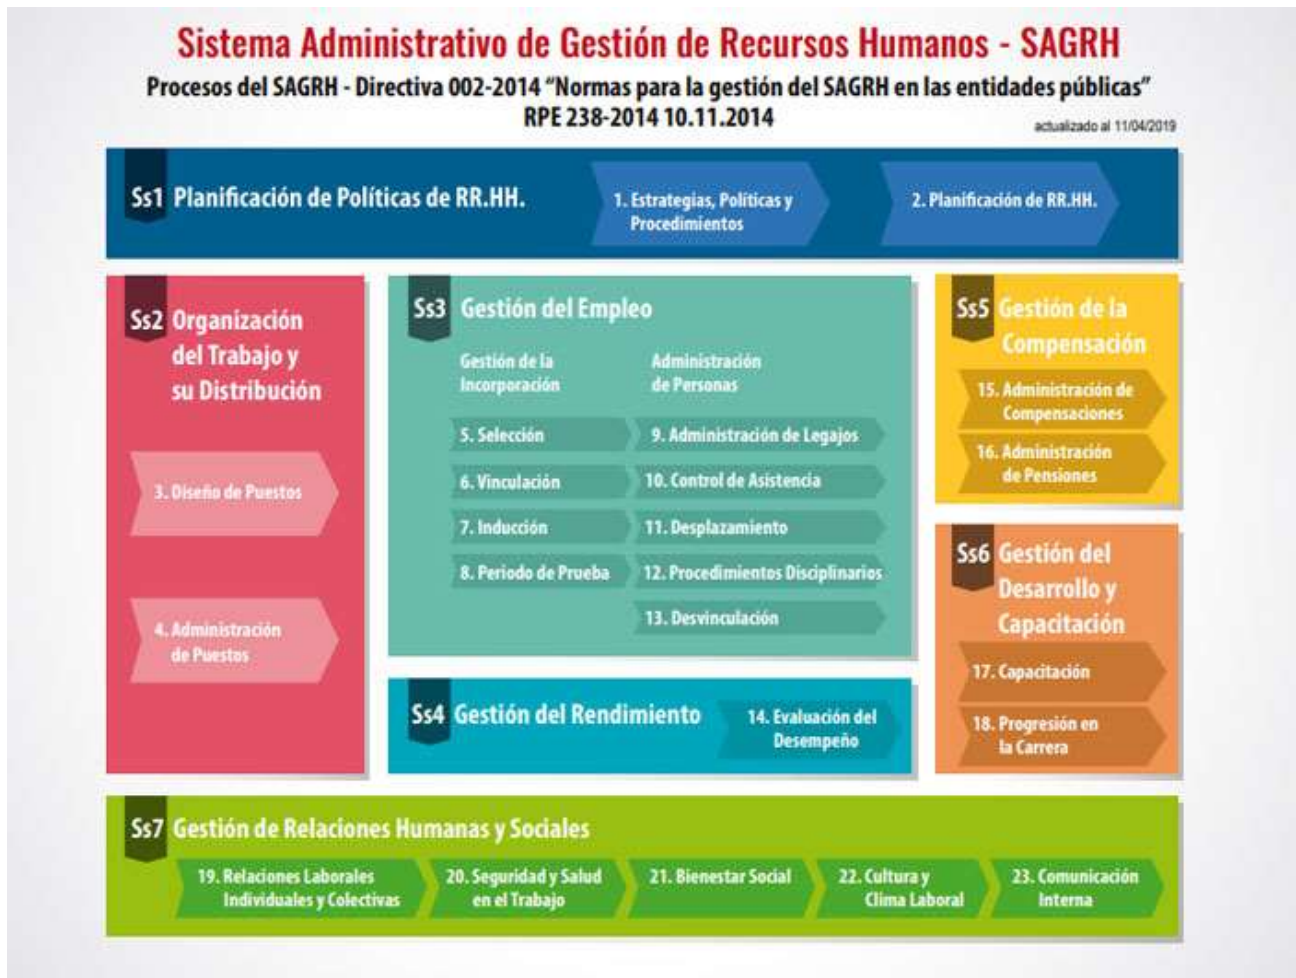 Sistema Administrativo de Gestión de Recursos Humanos - SAGRH
Procesos del SAGRH - Directiva 002-2014 “Normas para la gestión del SAGRH en las entidades públicas”
RPE 238-2014 10.11.2014
actualizado al 11/04/2019
Ss1 Planificación de Políticas de RR.HH.
1. Estrategias, Políticas y
Procedimientos
2. Planificación de RR.HH.
Ss2 Organización
del Trabajo y
su Distribución
3. Diseño de Puestos
4. Administración
de Puestos
Ss3 Gestión del Empleo
Gestión de la
Incorporación
5. Selección
6. Vinculación
7. Inducción
8. Periodo de Prueba
Administración
de Personas
9. Administración de Legajos
10. Control de Asistencia
11. Desplazamiento
12. Procedimientos Disciplinarios
13. Desvinculación
Ss4 Gestión del Rendimiento
14. Evaluación del
Desempeño
Ss5 Gestión de la
Compensación
15. Administración de
Compensaciones
16. Administración
de Pensiones
Ss6 Gestión del
Desarrollo y
Capacitación
17. Capacitación
18. Progresión en
la Carrera
Ss7 Gestión de Relaciones Humanas y Sociales
19. Relaciones Laborales
Individuales y Colectivas
20. Seguridad y Salud
en el Trabajo
21. Bienestar Social
22. Cultura y
Clima Laboral
23. Comunicación
Interna